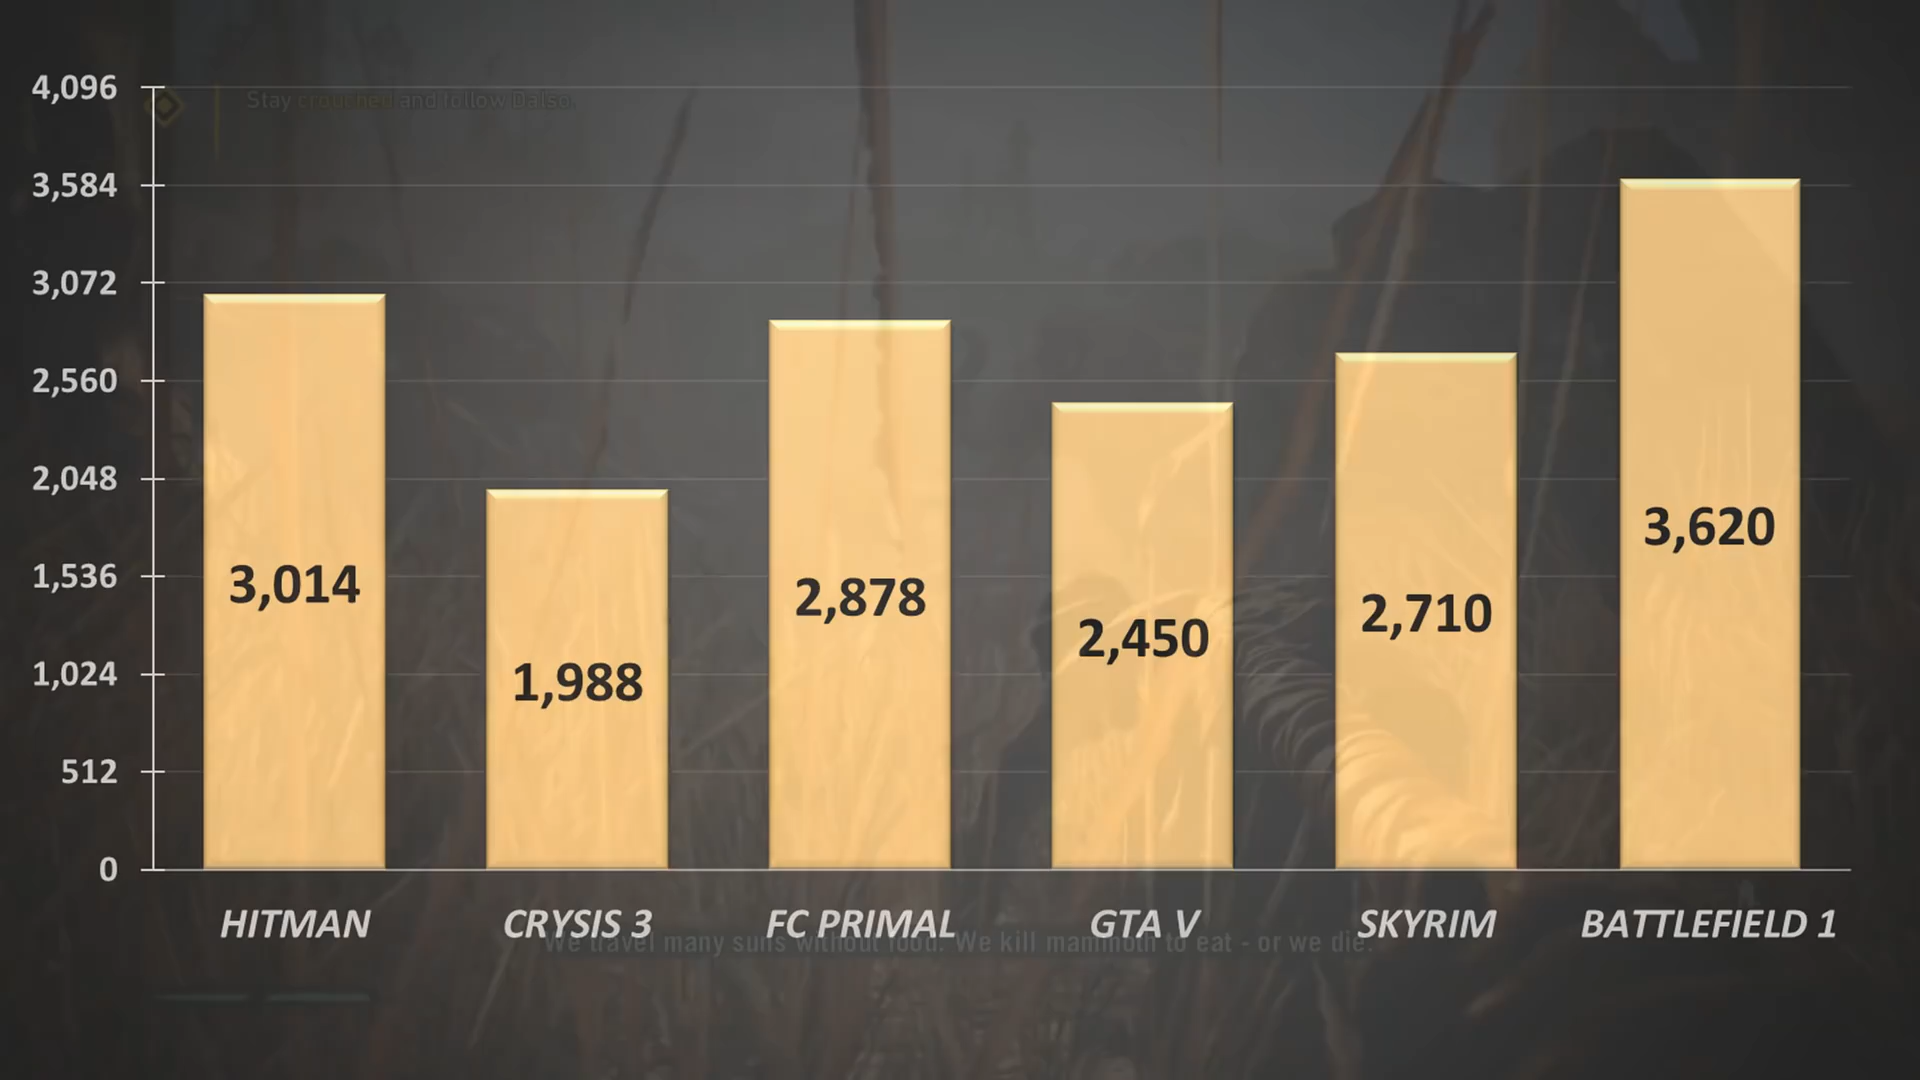 4,096
Stay crouched and follow Dalso.
3,584
3,072
2,560
2,048
1,536
1,024
512
0
3,014
1,988
2,878
2,450
2,710
3,620
HITMAN
CRYSIS 3
FC PRIMAL
GTA V
SKYRIM
BATTLEFIELD 1
We travel many suns without food. We kill mammoth to eat - or we die.